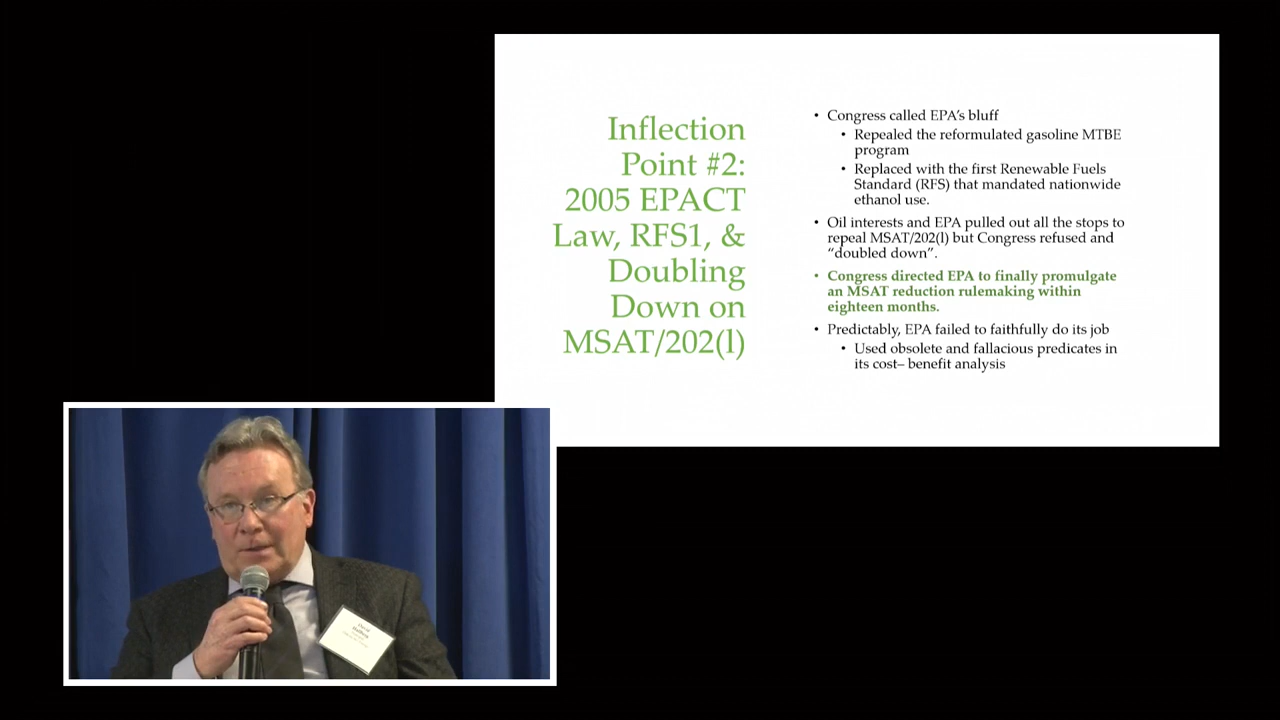 Inflection
Point #2:
2005 EPACT
Law, RFS1, &
Doubling
Down on
MSAT/202(l)
• Congress called EPA’s bluff
• Repealed the reformulated gasoline MTBE
program
• Replaced with the first Renewable Fuels
Standard (RFS) that mandated nationwide
ethanol use.
• Oil interests and EPA pulled out all the stops to
repeal MSAT/202(l) but Congress refused and
“doubled down”.
• Congress directed EPA to finally promulgate
an MSAT reduction rulemaking within
eighteen months.
• Predictably, EPA failed to faithfully do its job
• Used obsolete and fallacious predicates in
its cost– benefit analysis
David